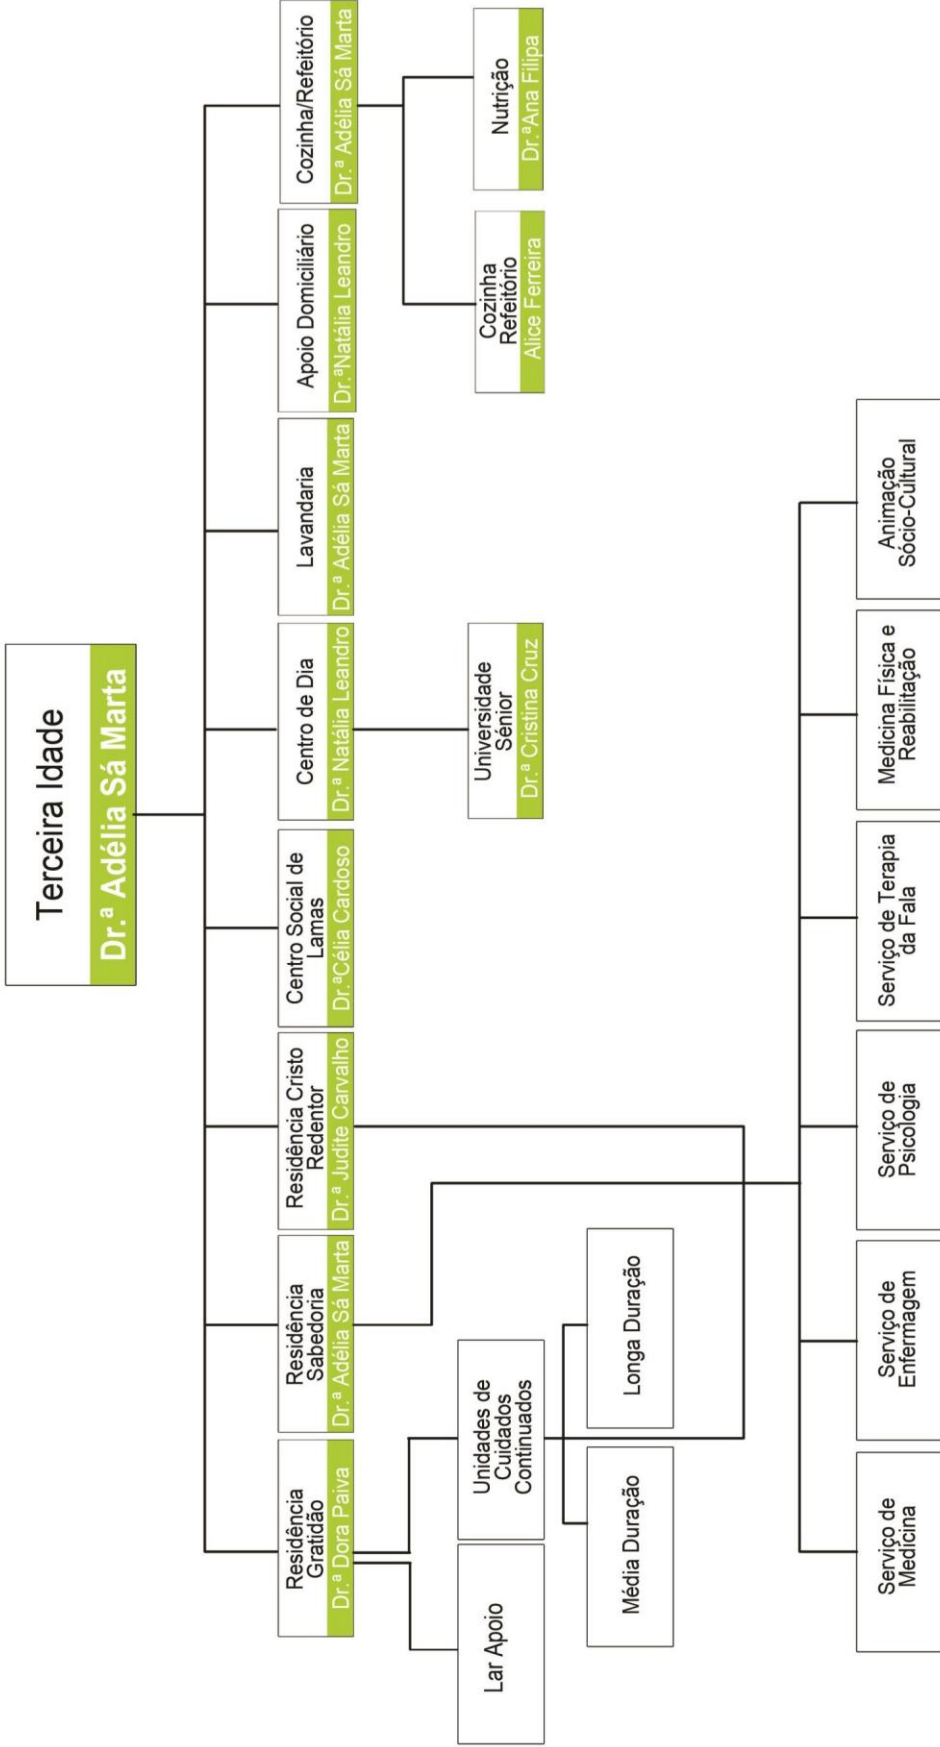 Terceira Idade
Dr.ª Adélia Sá Marta
Residência
Gratidão
Dr.ª Dora Paiva
Residência
Sabedoria
Dr.ª Adélia Sá Marta
Residência Cristo
Redentor
Dr.ª Judite Carvalho
Centro Social de
Lamas
Dr.ªCélia Cardoso
Centro de Dia
Dr.ª Natália Leandro
Lavandaria
Dr.ª Adélia Sá Marta
Apoio Domiciliário
Dr.ªNatália Leandro
Cozinha/Refeitório
Dr.ª Adélia Sá Marta
Lar Apoio
Unidades de
Cuidados
Continuados
Universidade
Sénior
Dr.ª Cristina Cruz
Cozinha
Refeitório
Alice Ferreira
Nutrição
Dr.ªAna Filipa
Média Duração
Longa Duração
Serviço de
Medicina
Serviço de
Enfermagem
Serviço de
Psicologia
Serviço de Terapia
da Fala
Medicina Física e
Reabilitação
Animação
Sócio-Cultural